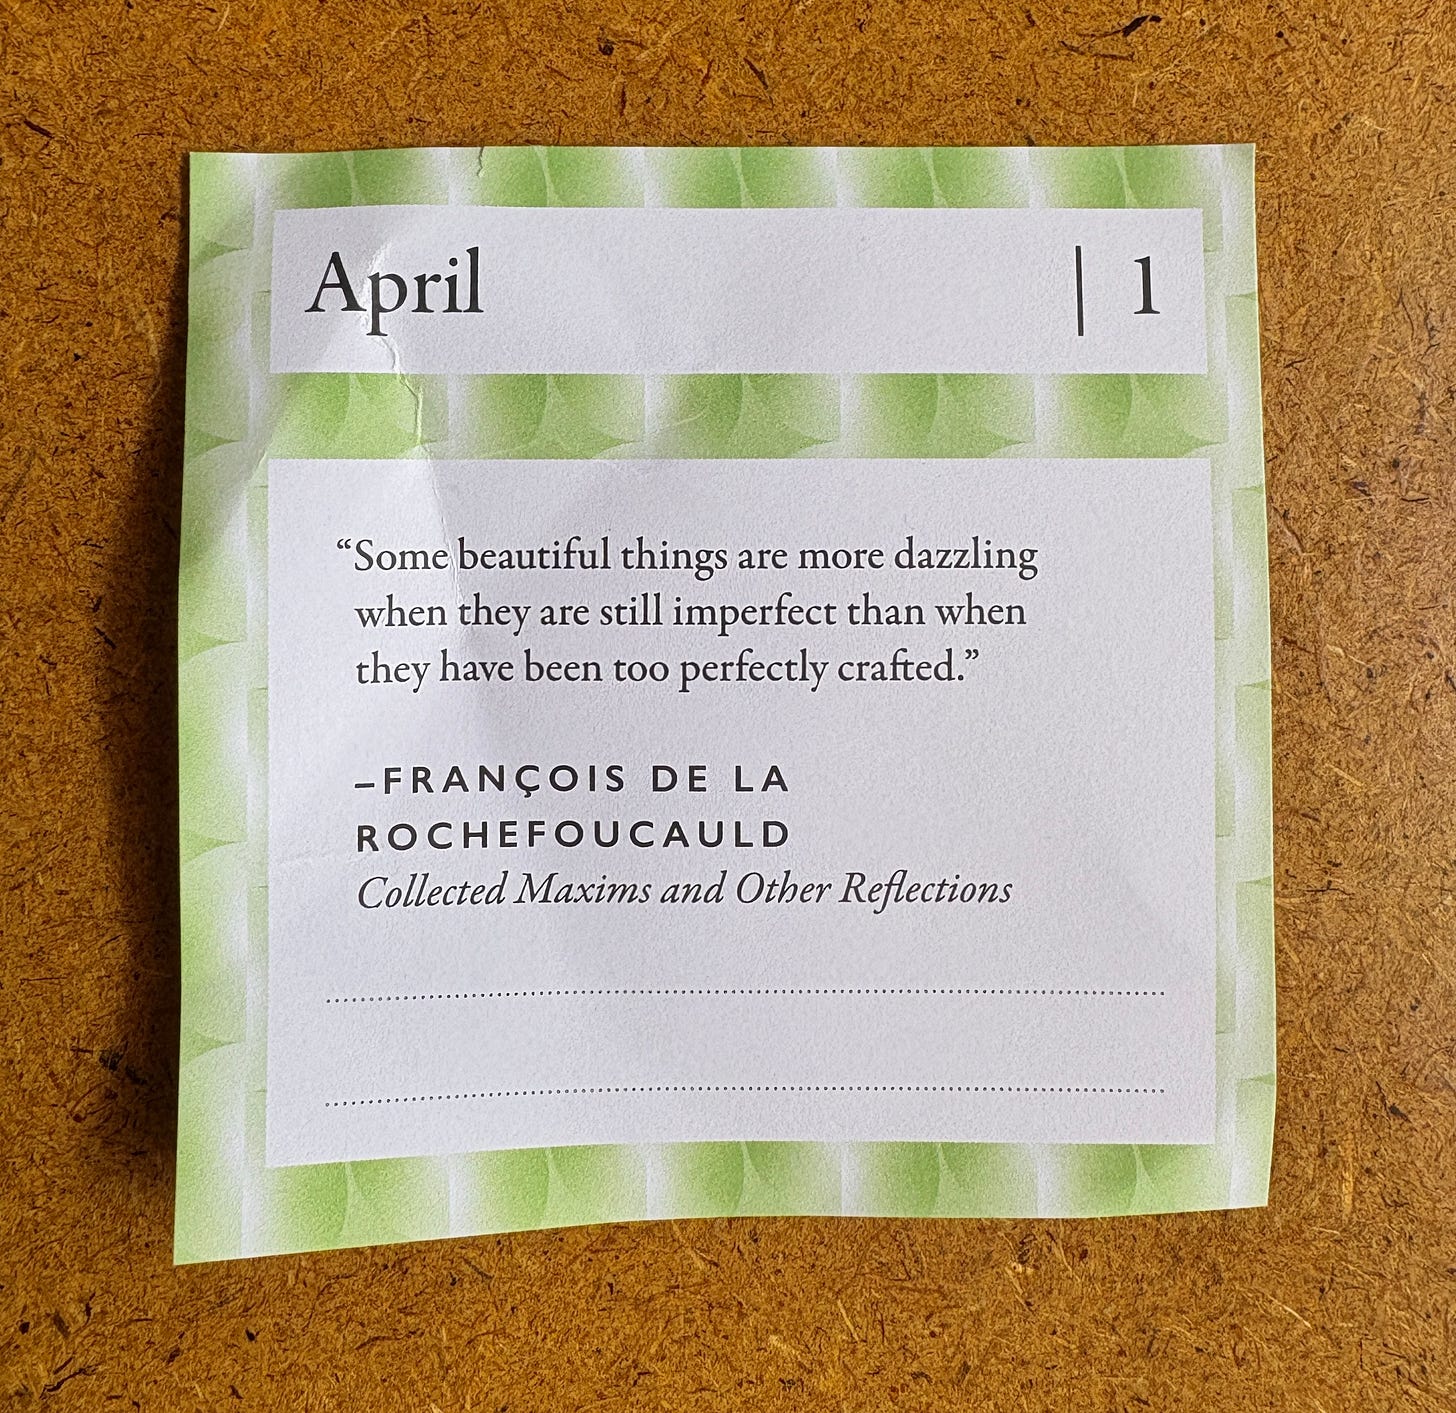 April | 1
“Some beautiful things are more dazzling
when they are still imperfect than when
they have been too perfectly crafted.”
–FRANÇOIS DE LA
ROCHEFOUCAULD
Collected Maxims and Other Reflections